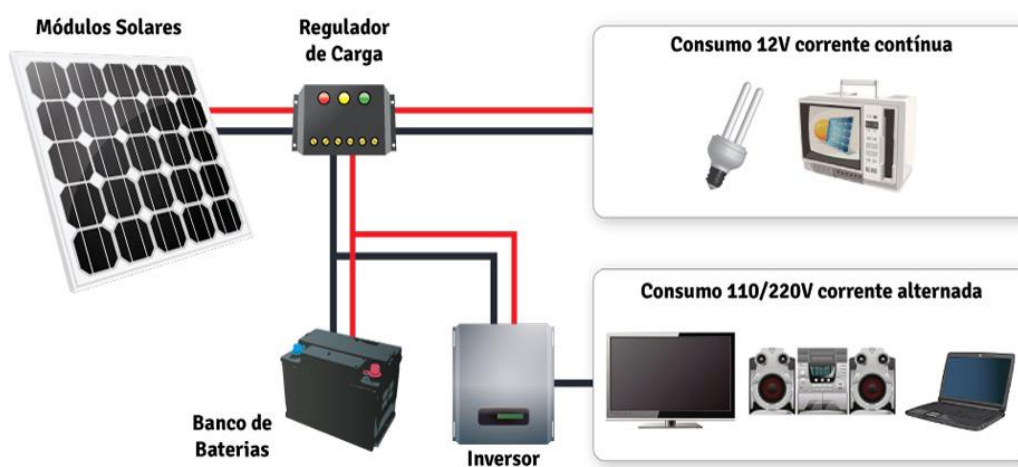 Módulos Solares
Regulador
de Carga
Consumo 12V corrente contínua
Consumo 110/220V corrente alternada
Banco de
Baterias
Inversor